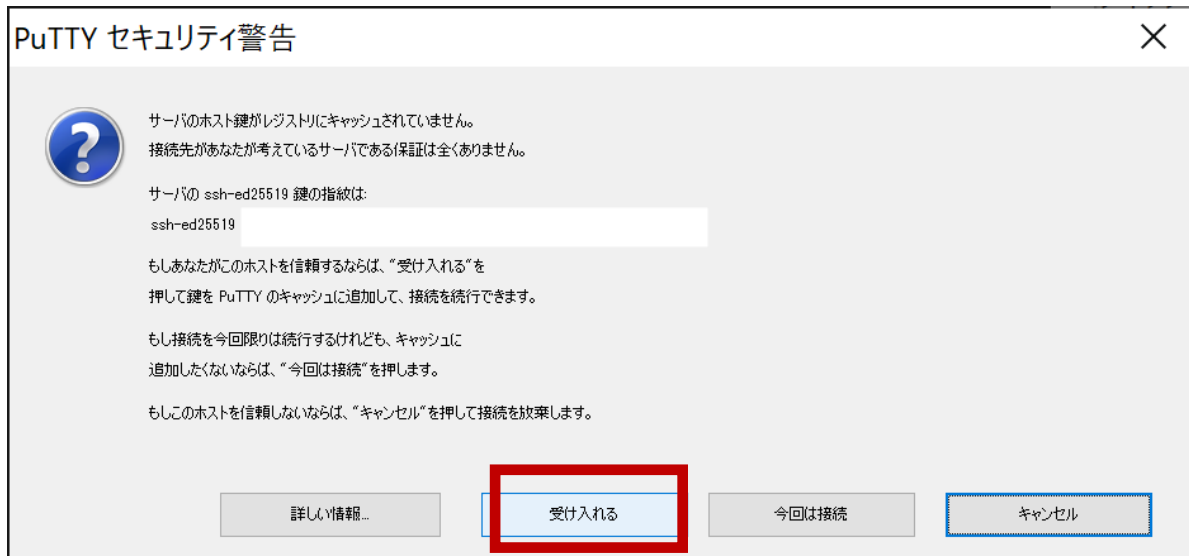 PuTTY セキュリティ警告
サーバのホスト鍵がレジストリにキャッシュされていません。
接続先があなたが考えているサーバである保証は全くありません。
サーバの ssh-ed25519 鍵の指紋は:
ssh-ed25519
もしあなたがこのホストを信頼するならば、“受け入れる”を
押して鍵を PuTTY のキャッシュに追加して、接続を続行できます。
もし接続を今回限りは続行するけれども、キャッシュに
追加したくないならば、“今回は接続”を押します。
もしこのホストを信頼しないならば、“キャンセル”を押して接続を放棄します。
詳しい情報... 受け入れる 今回は接続 キャンセル